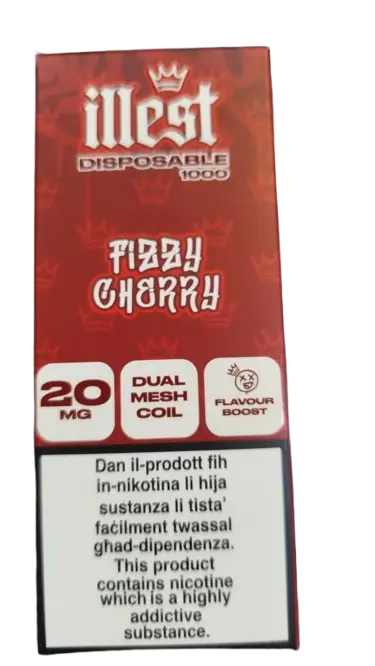 illest
DISPOSABLE
1000
FIZZY
CHERRY
20
MG
DUAL
MESH
COIL
FLAVOUR
BOOST
Dan il-prodott fih
in-nikotina li hija
sustanza li tista'
faċilment twassal
għad-dipendenza.
This product
contains nicotine
which is a highly
addictive
substance.